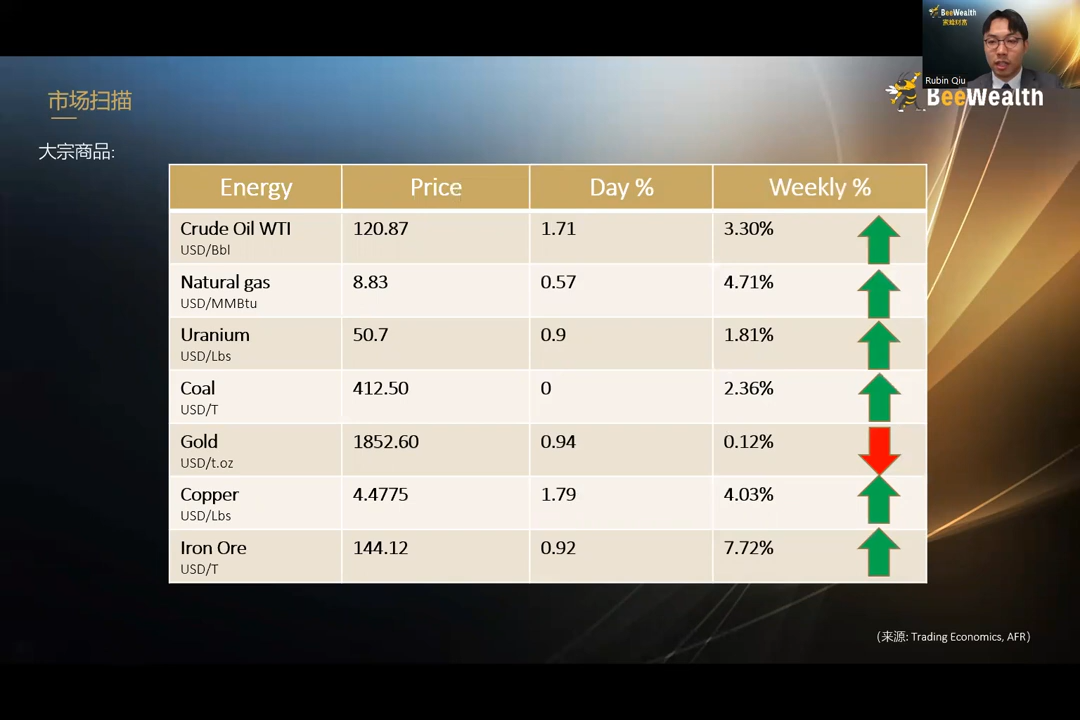 BeeWealth
蜜蜂财富
Rubin Qiu
BeeWealth
市场扫描
大宗商品:
Energy Price Day % Weekly %
Crude Oil WTI 120.87 1.71 3.30%
USD/Bbl
Natural gas 8.83 0.57 4.71%
USD/MMBtu
Uranium 50.7 0.9 1.81%
USD/Lbs
Coal 412.50 0 2.36%
USD/T
Gold 1852.60 0.94 0.12%
USD/t.oz
Copper 4.4775 1.79 4.03%
USD/Lbs
Iron Ore 144.12 0.92 7.72%
USD/T
(来源: Trading Economics, AFR)